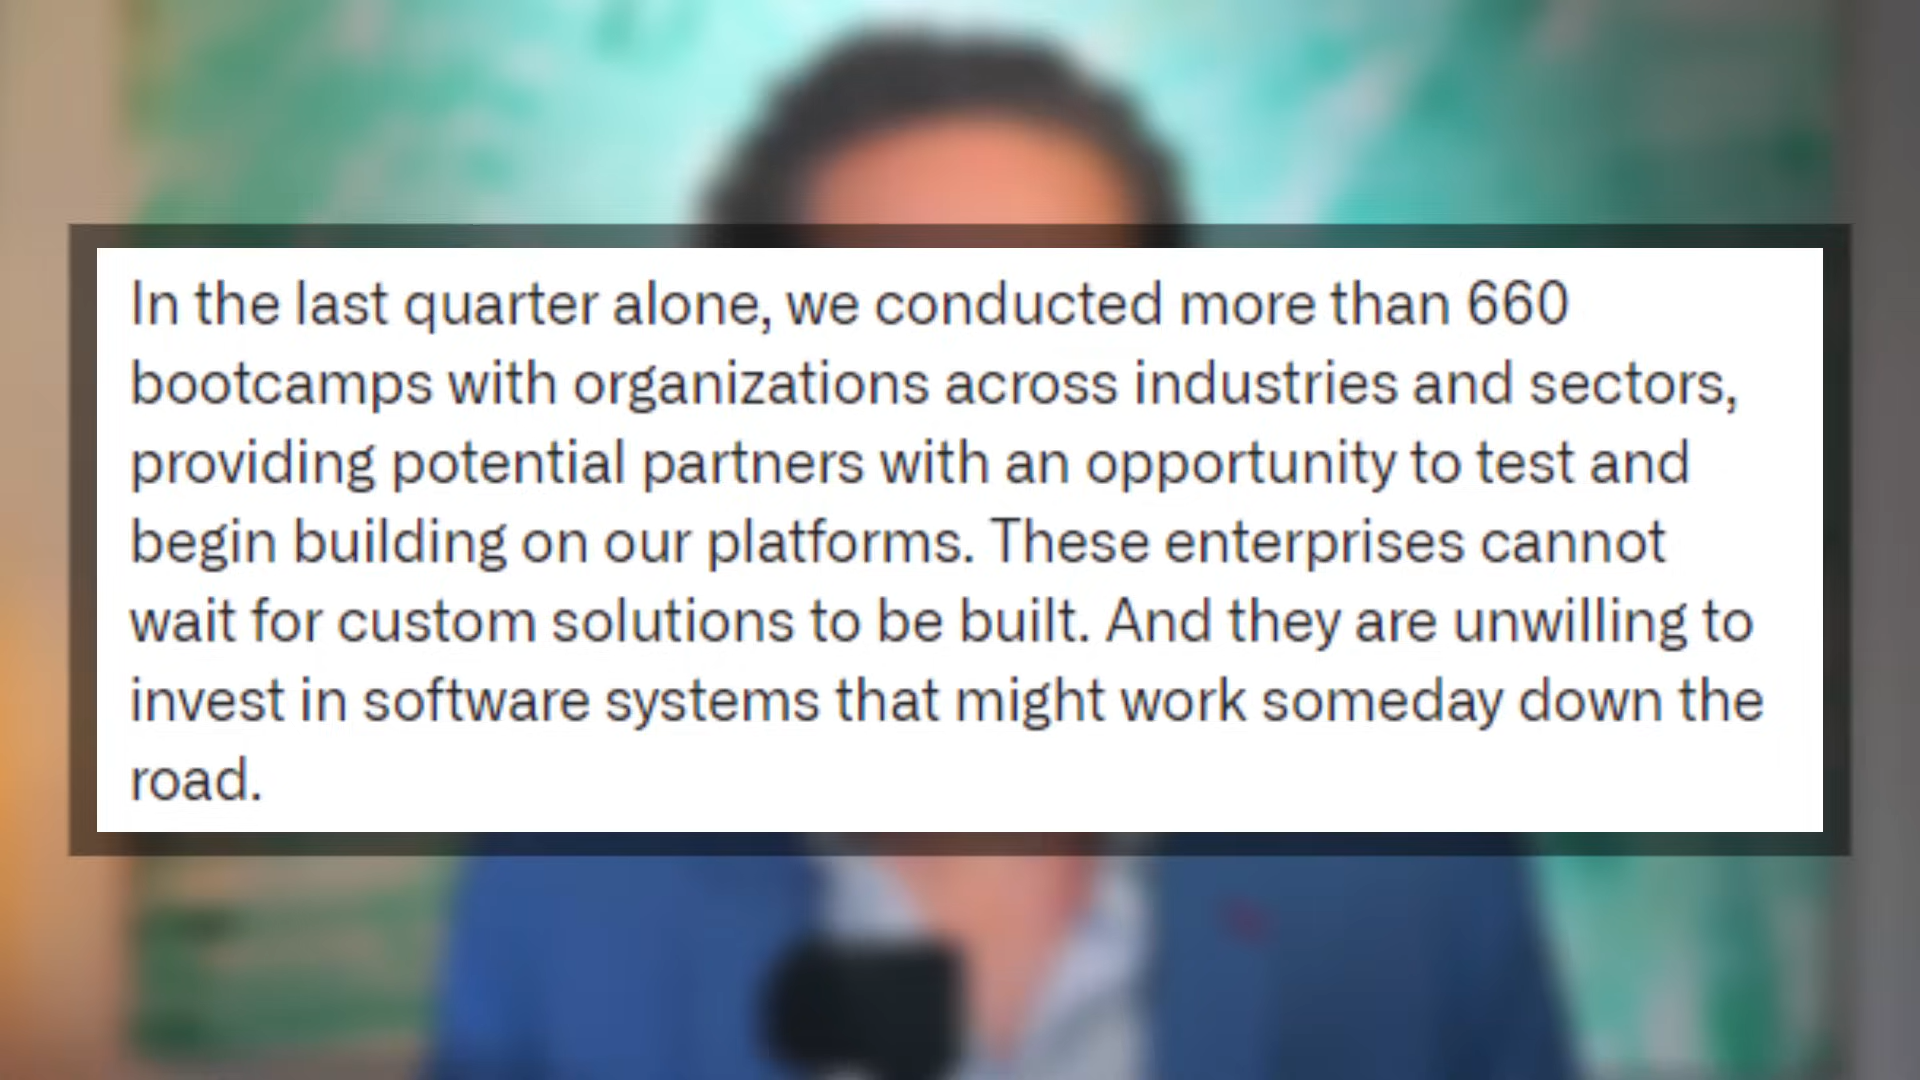 In the last quarter alone, we conducted more than 660
bootcamps with organizations across industries and sectors,
providing potential partners with an opportunity to test and
begin building on our platforms. These enterprises cannot
wait for custom solutions to be built. And they are unwilling to
invest in software systems that might work someday down the
road.